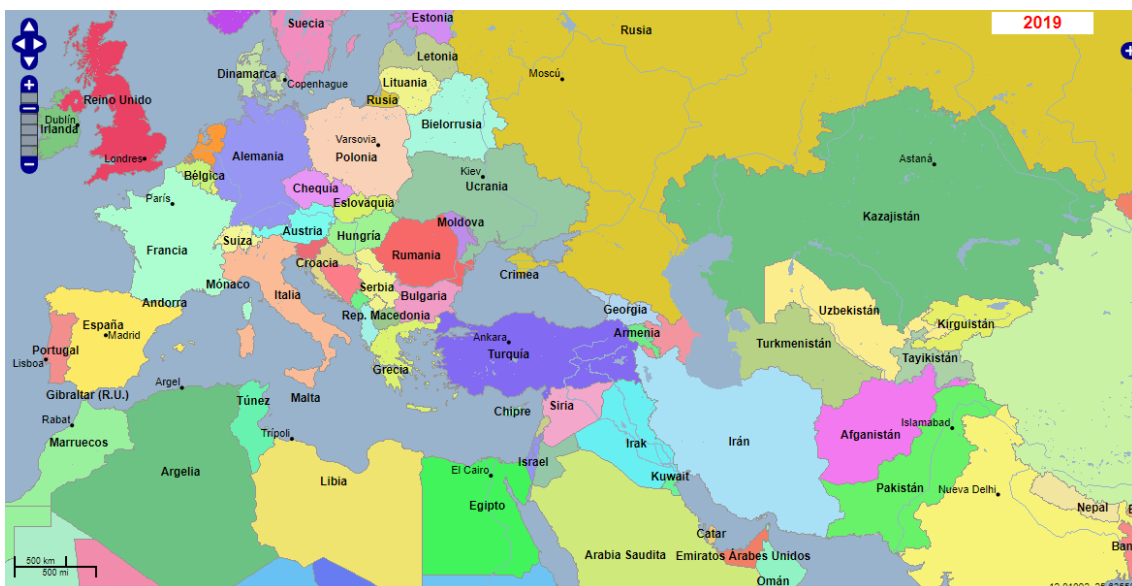 2019
Suecia
Estonia
Rusia
Letonia
Moscú
Dinamarca
Copenhague
Lituania
Rusia
Reino Unido
Dublín
Irlanda
Bielorrusia
Varsovia
Polonia
Alemania
Londres
Astaná
Bélgica
Kiev
Ucrania
Chequia
París
Eslovaquia
Kazajistán
Moldova
Austria
Hungría
Suiza
Francia
Rumania
Croacia
Crimea
Mónaco
Serbia
Italia
Bulgaria
Andorra
Georgia
Uzbekistán
Rep. Macedonia
España
Kirguistán
Madrid
Armenia
Ankara
Turquía
Turkmenistán
Portugal
Lisboa
Tayikistán
Grecia
Argel
Gibraltar (R.U.)
Túnez
Malta
Chipre
Siria
Rabat
Islamabad
Marruecos
Trípoli
Afganistán
Irak
Irán
Israel
Argelia
El Cairo
Kuwait
Libia
Pakistán
Nueva Delhi
Egipto
Nepal
Catar
Ban
Arabia Saudita
Emiratos Árabes Unidos
500 km
500 mi
Omán